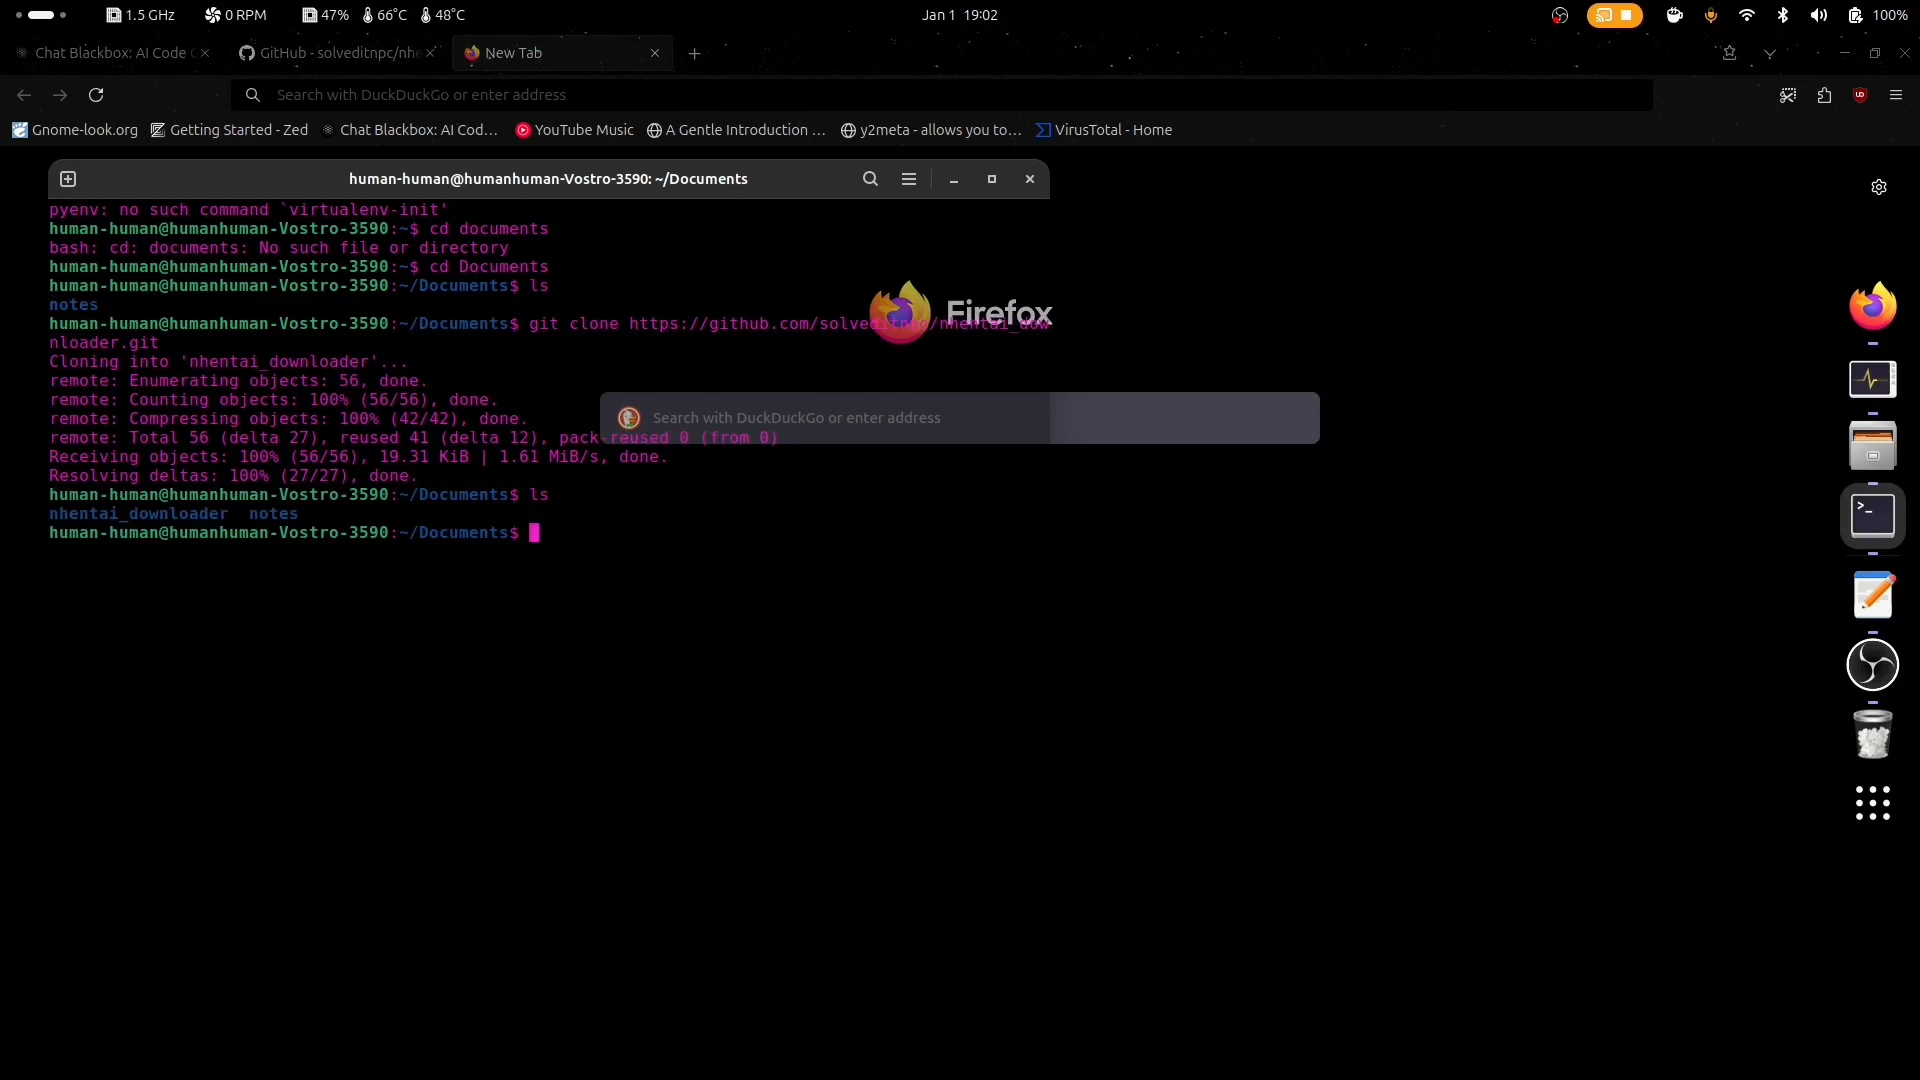 1.5 GHz 0 RPM 47% 66°C 48°C Jan 1 19:02 100%
Chat Blackbox: AI Code GitHub - solveditnpc/nhe New Tab
Search with DuckDuckGo or enter address
Gnome-look.org Getting Started - Zed Chat Blackbox: AI Cod... YouTube Music A Gentle Introduction ... y2meta - allows you to... VirusTotal - Home
human-human@humanhuman-Vostro-3590: ~/Documents
pyenv: no such command `virtualenv-init'
human-human@humanhuman-Vostro-3590:~$ cd documents
bash: cd: documents: No such file or directory
human-human@humanhuman-Vostro-3590:~$ cd Documents
human-human@humanhuman-Vostro-3590:~/Documents$ ls
notes
Firefox
human-human@humanhuman-Vostro-3590:~/Documents$ git clone https://github.com/solveditnpc/nhentai_dow
nloader.git
Cloning into 'nhentai_downloader'...
remote: Enumerating objects: 56, done.
remote: Counting objects: 100% (56/56), done.
remote: Compressing objects: 100% (42/42), done.
Search with DuckDuckGo or enter address
remote: Total 56 (delta 27), reused 41 (delta 12), pack-reused 0 (from 0)
Receiving objects: 100% (56/56), 19.31 KiB | 1.61 MiB/s, done.
Resolving deltas: 100% (27/27), done.
human-human@humanhuman-Vostro-3590:~/Documents$ ls
nhentai_downloader notes
human-human@humanhuman-Vostro-3590:~/Documents$